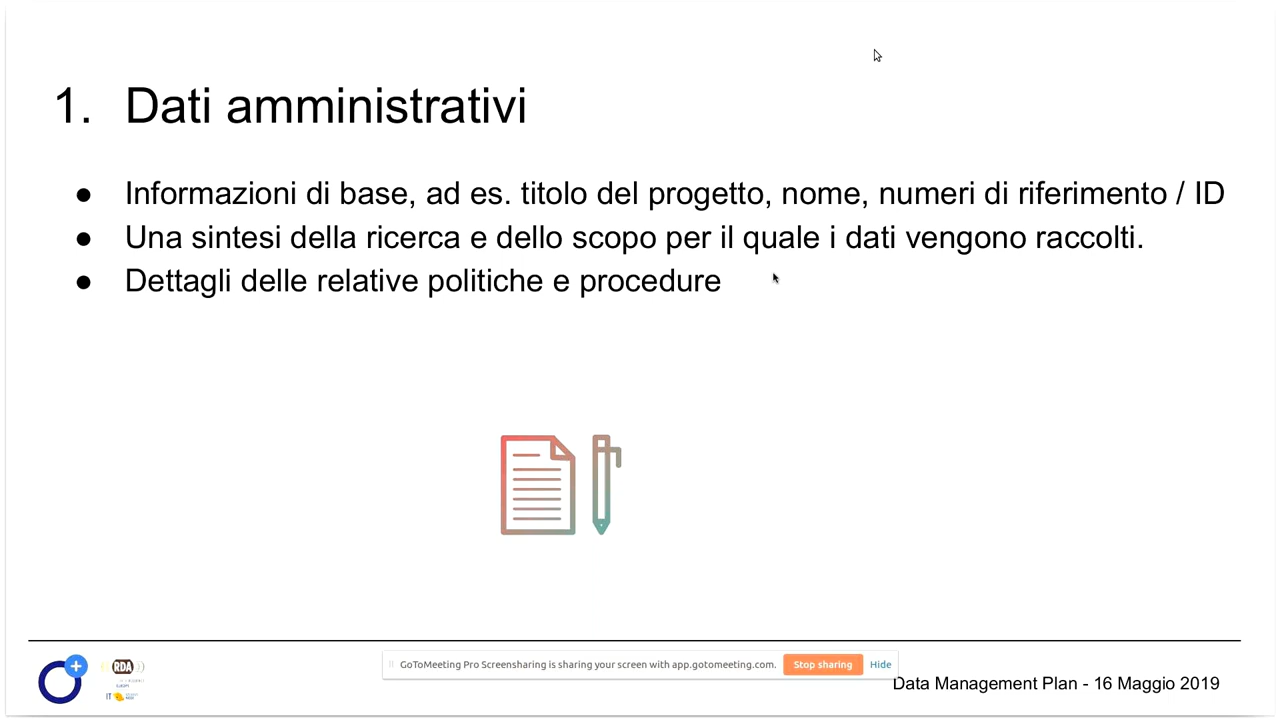 1. Dati amministrativi
● Informazioni di base, ad es. titolo del progetto, nome, numeri di riferimento / ID
● Una sintesi della ricerca e dello scopo per il quale i dati vengono raccolti.
● Dettagli delle relative politiche e procedure
RDA
IT
GoToMeeting Pro Screensharing is sharing your screen with app.gotomeeting.com. Stop sharing Hide
Data Management Plan - 16 Maggio 2019